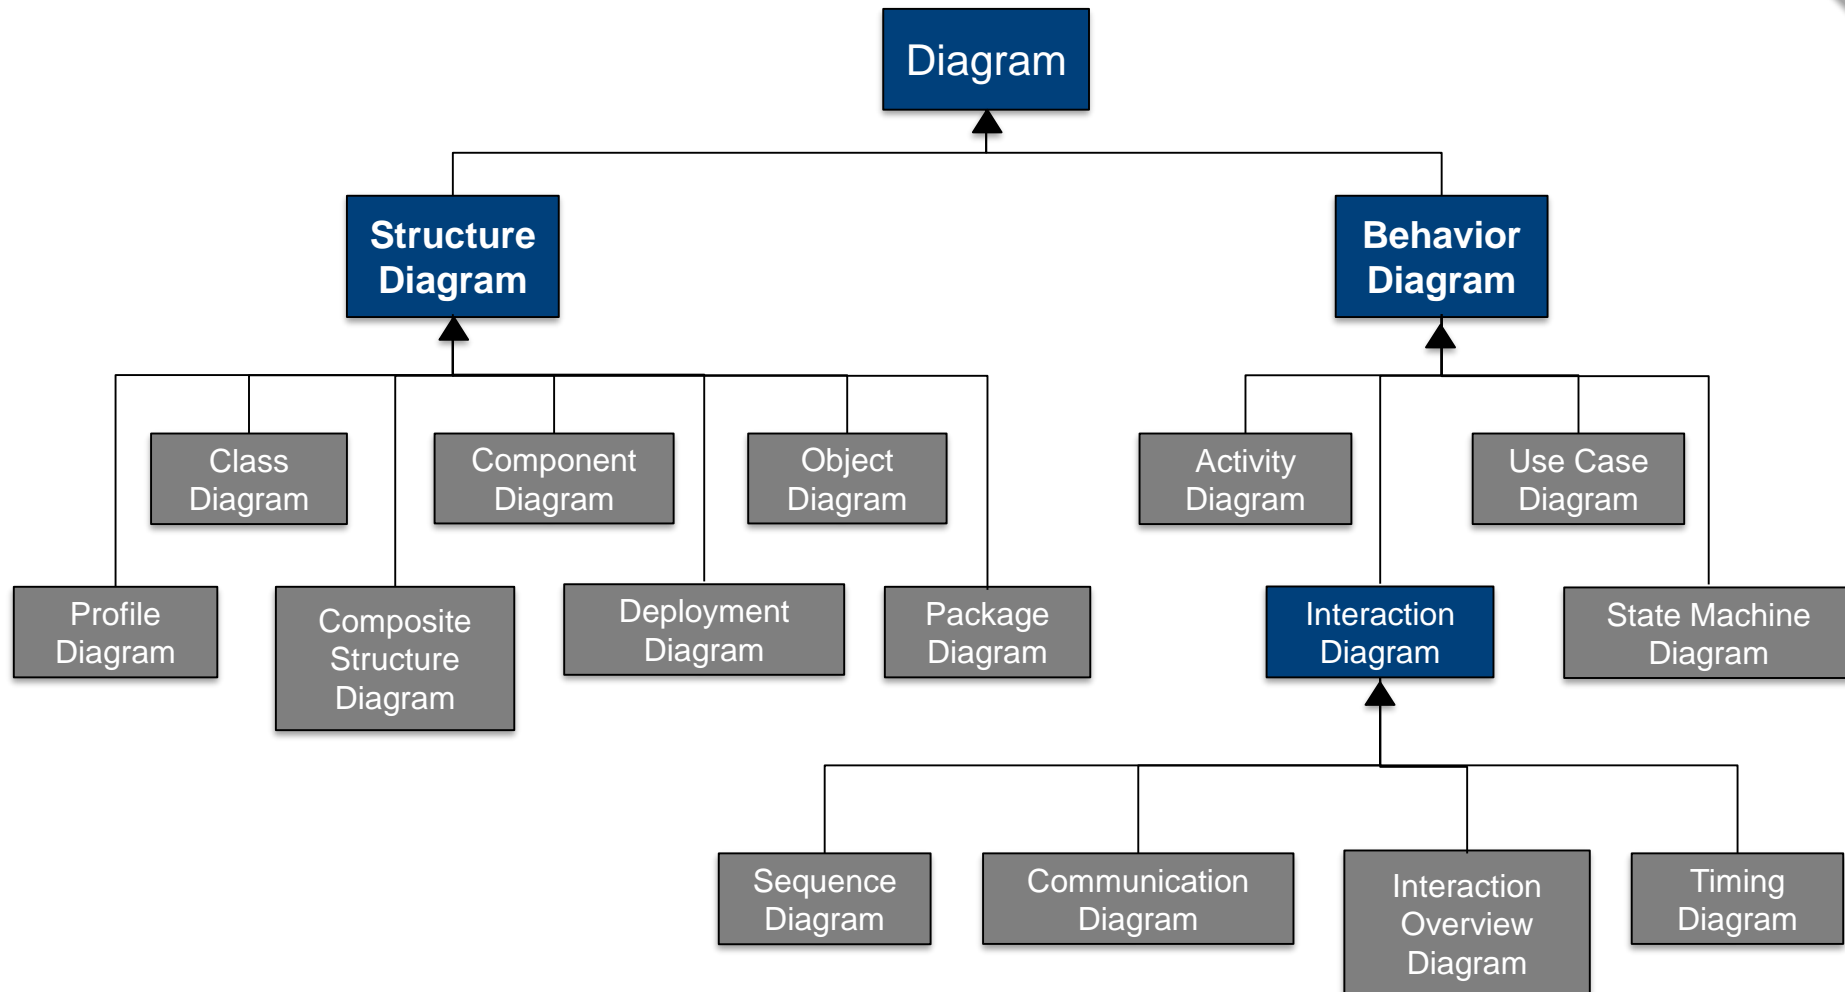 Diagram
Structure
Diagram
Behavior
Diagram
Class
Diagram
Component
Diagram
Object
Diagram
Activity
Diagram
Use Case
Diagram
Profile
Diagram
Composite
Structure
Diagram
Deployment
Diagram
Package
Diagram
Interaction
Diagram
State Machine
Diagram
Sequence
Diagram
Communication
Diagram
Interaction
Overview
Diagram
Timing
Diagram